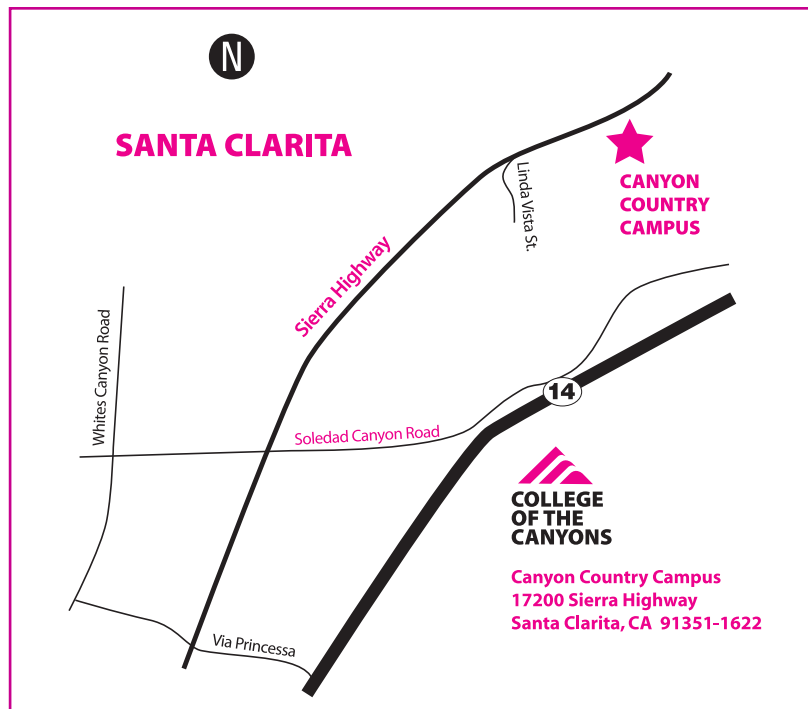 N
SANTA CLARITA
CANYON
COUNTRY
CAMPUS
Linda Vista St.
Sierra Highway
Whites Canyon Road
14
Soledad Canyon Road
COLLEGE
OF THE
CANYONS
Canyon Country Campus
17200 Sierra Highway
Santa Clarita, CA 91351-1622
Via Princessa